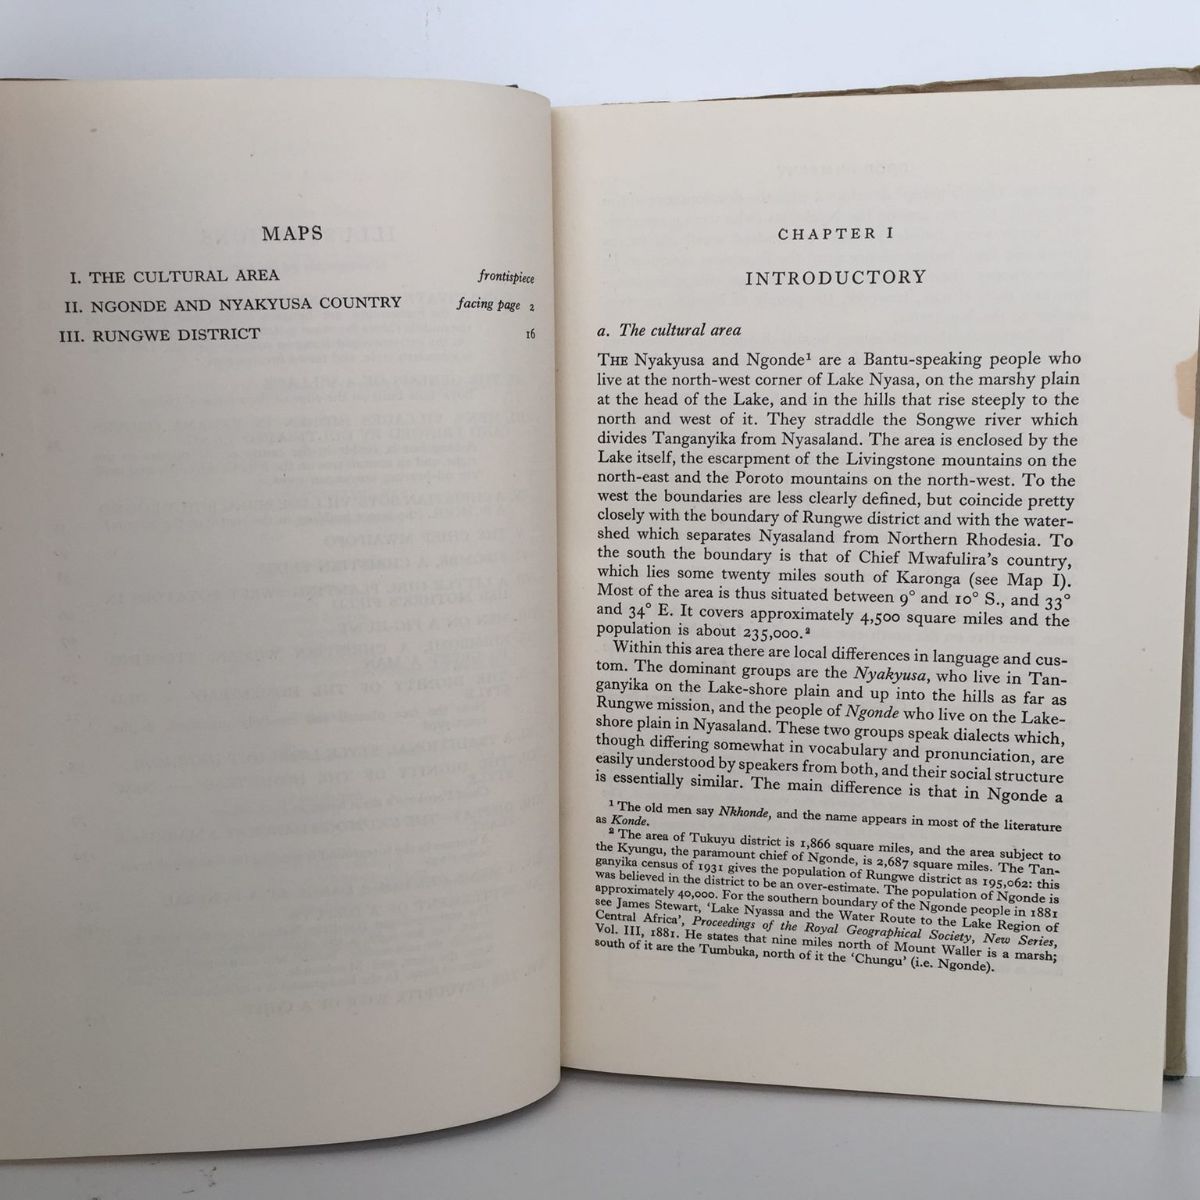 MAPS
I. THE CULTURAL AREA frontispiece
II. NGONDE AND NYAKYUSA COUNTRY facing page 2
III. RUNGWE DISTRICT 16
CHAPTER I
INTRODUCTORY
a. The cultural area
THE Nyakyusa and Ngonde¹ are a Bantu-speaking people who
live at the north-west corner of Lake Nyasa, on the marshy plain
at the head of the Lake, and in the hills that rise steeply to the
north and west of it. They straddle the Songwe river which
divides Tanganyika from Nyasaland. The area is enclosed by the
Lake itself, the escarpment of the Livingstone mountains on the
north-east and the Poroto mountains on the north-west. To the
west the boundaries are less clearly defined, but coincide pretty
closely with the boundary of Rungwe district and with the water-
shed which separates Nyasaland from Northern Rhodesia. To
the south the boundary is that of Chief Mwafulira's country,
which lies some twenty miles south of Karonga (see Map I).
Most of the area is thus situated between 9° and 10° S., and 33°
and 34° E. It covers approximately 4,500 square miles and the
population is about 235,000.²
Within this area there are local differences in language and cus-
tom. The dominant groups are the Nyakyusa, who live in Tan-
ganyika on the Lake-shore plain and up into the hills as far as
Rungwe mission, and the people of Ngonde who live on the Lake-
shore plain in Nyasaland. These two groups speak dialects which,
though differing somewhat in vocabulary and pronunciation, are
easily understood by speakers from both, and their social structure
is essentially similar. The main difference is that in Ngonde a
¹ The old men say Nkhonde, and the name appears in most of the literature
as Konde.
² The area of Tukuyu district is 1,866 square miles, and the area subject to
the Kyungu, the paramount chief of Ngonde, is 2,687 square miles. The Tan-
ganyika census of 1931 gives the population of Rungwe district as 195,062: this
was believed in the district to be an over-estimate. The population of Ngonde is
approximately 40,000. For the southern boundary of the Ngonde people in 1881
see James Stewart, 'Lake Nyassa and the Water Route to the Lake Region of
Central Africa', Proceedings of the Royal Geographical Society, New Series,
Vol. III, 1881. He states that nine miles north of Mount Waller is a marsh;
south of it are the Tumbuka, north of it the 'Chungu' (i.e. Ngonde).